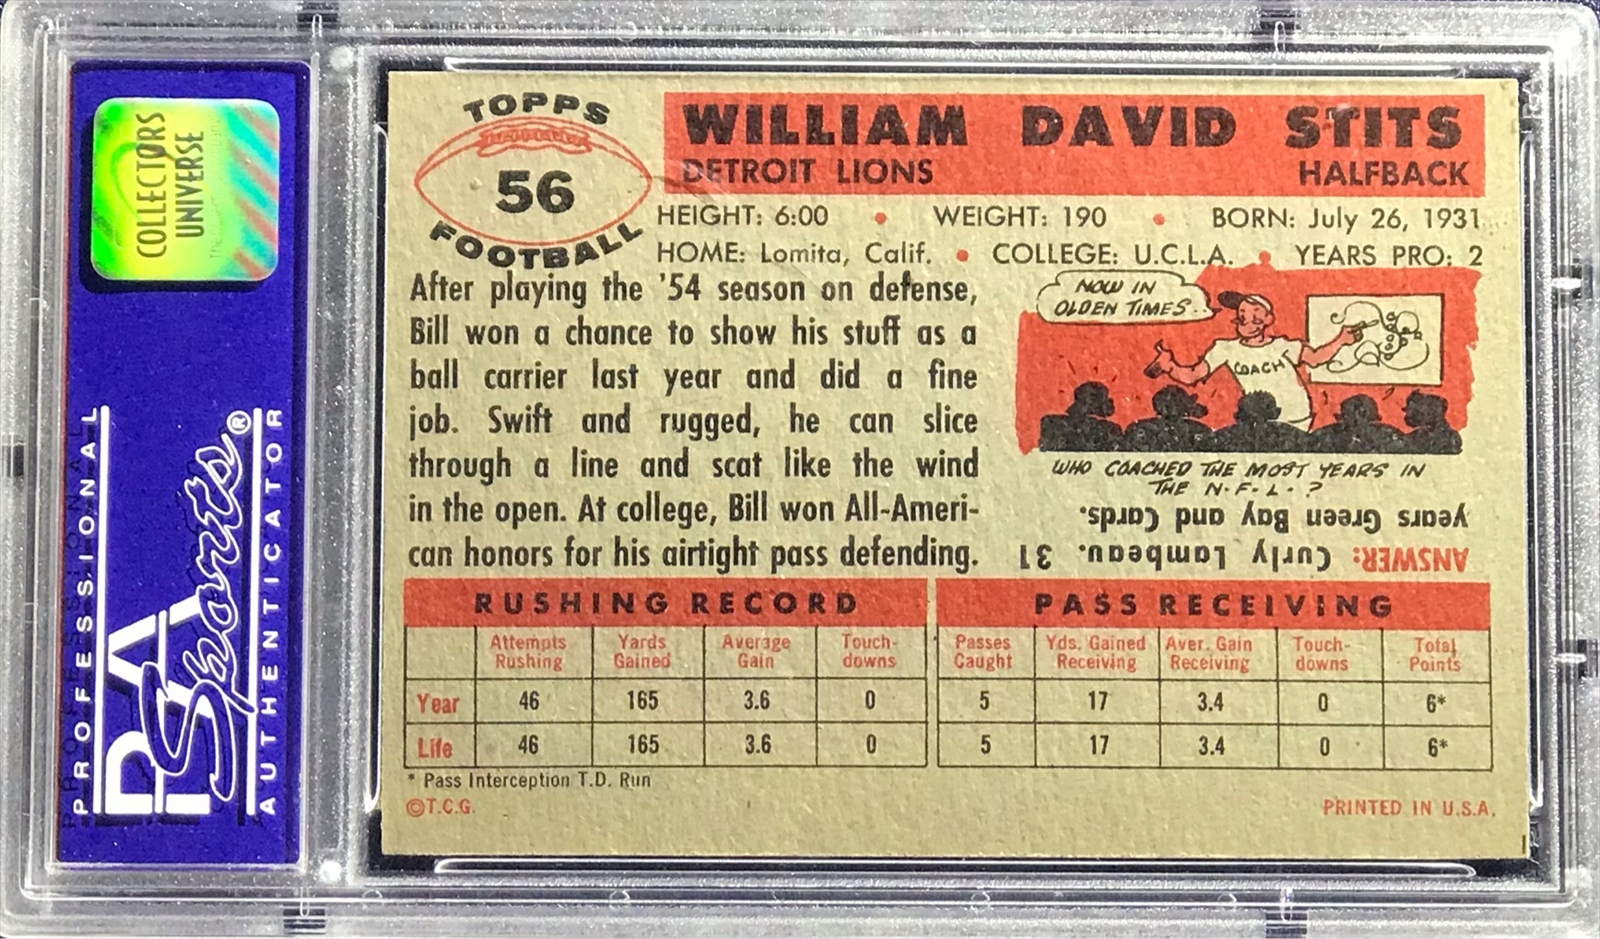 COLLECTORS
UNIVERSE
PROFESSIONAL
PSA
Sports®
AUTHENTICATOR
TOPPS
56
FOOTBALL
WILLIAM DAVID STITS
DETROIT LIONS HALFBACK
HEIGHT: 6:00 • WEIGHT: 190 • BORN: July 26, 1931
HOME: Lomita, Calif. • COLLEGE: U.C.L.A. • YEARS PRO: 2
After playing the '54 season on defense,
Bill won a chance to show his stuff as a
ball carrier last year and did a fine
job. Swift and rugged, he can slice
through a line and scat like the wind
in the open. At college, Bill won All-Ameri-
can honors for his airtight pass defending.
NOW IN
OLDEN TIMES..
COACH
WHO COACHED THE MOST YEARS IN
THE N.F.L.?
ANSWER: Curly Lambeau. 31
years Green Bay and Cards.
RUSHING RECORD
Attempts Rushing Yards Gained Average Gain Touch-downs
Year 46 165 3.6 0
Life 46 165 3.6 0
PASS RECEIVING
Passes Caught Yds. Gained Receiving Aver. Gain Receiving Touch-downs Total Points
5 17 3.4 0 6*
5 17 3.4 0 6*
* Pass Interception T.D. Run
©T.C.G. PRINTED IN U.S.A.